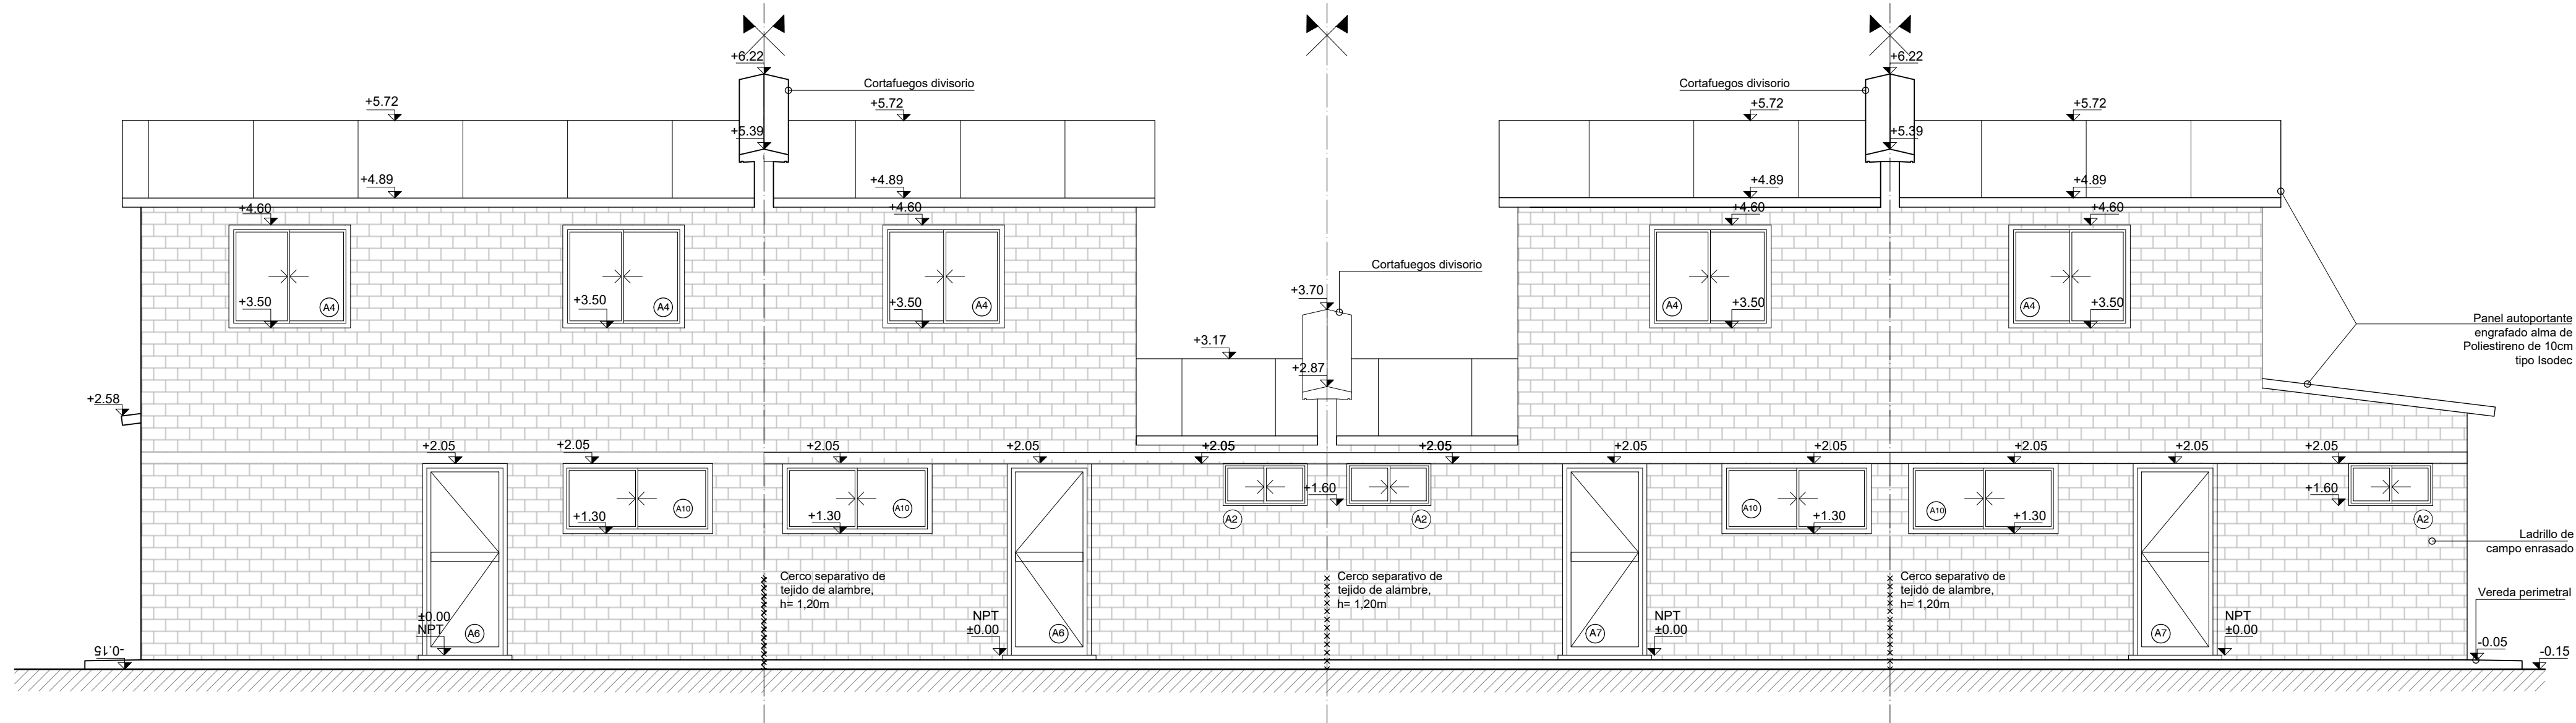 +6.22
+6.22
Cortafuegos divisorio
Cortafuegos divisorio
+5.72
+5.72
+5.72
+5.72
+5.39
+5.39
+4.89
+4.89
+4.89
+4.89
+4.60
+4.60
+4.60
+4.60
Cortafuegos divisorio
+3.70
+3.50
A4
+3.50
A4
+3.50
A4
A4
+3.50
A4
+3.50
Panel autoportante
engrafado alma de
Poliestireno de 10cm
tipo Isodec
+3.17
+2.87
+2.58
+2.05
+2.05
+2.05
+2.05
+2.05
+2.05
+2.05
+2.05
+2.05
+2.05
+2.05
+1.60
+1.60
A10
A10
A10
A10
+1.30
+1.30
+1.30
+1.30
A2
A2
A2
Ladrillo de
campo enrasado
Cerco separativo de
tejido de alambre,
h= 1,20m
Cerco separativo de
tejido de alambre,
h= 1,20m
Cerco separativo de
tejido de alambre,
h= 1,20m
Vereda perimetral
±0.00
NPT
A6
NPT
±0.00
A6
A7
NPT
±0.00
A7
NPT
±0.00
-0.15
-0.05
-0.15